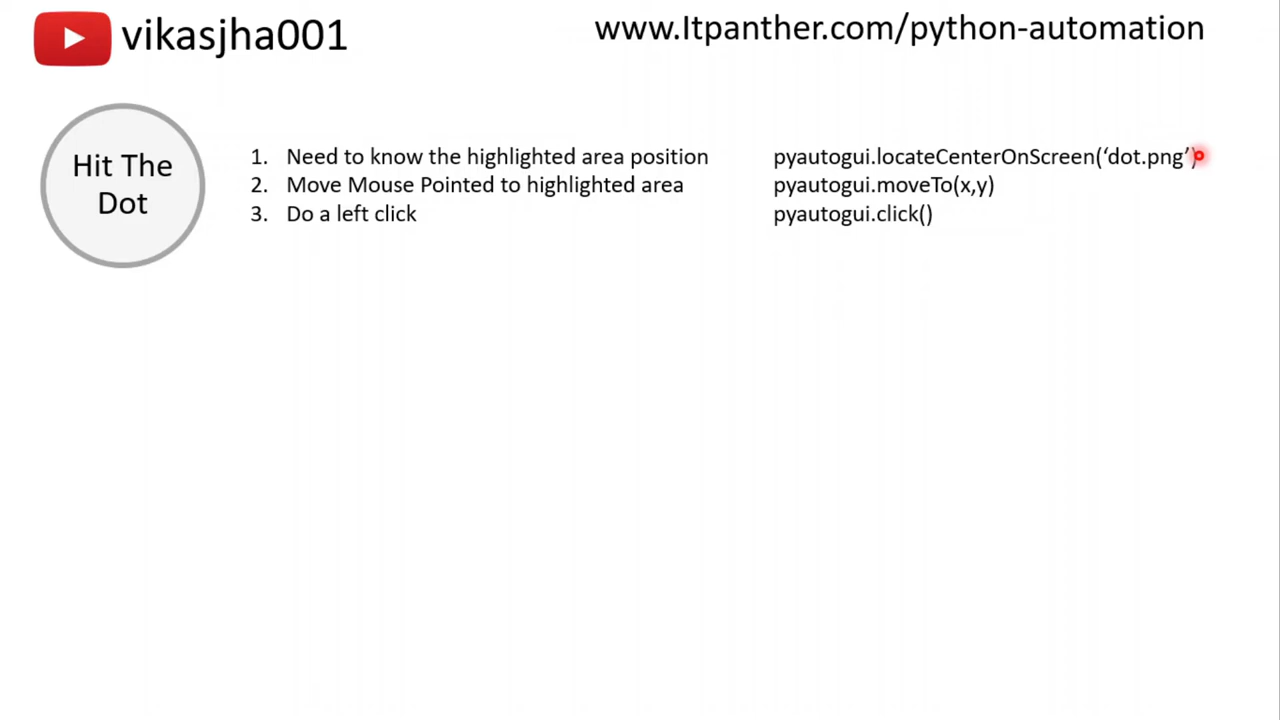 vikasjha001
www.Itpanther.com/python-automation
Hit The
Dot
1. Need to know the highlighted area position
2. Move Mouse Pointed to highlighted area
3. Do a left click
pyautogui.locateCenterOnScreen(‘dot.png’)
pyautogui.moveTo(x,y)
pyautogui.click()